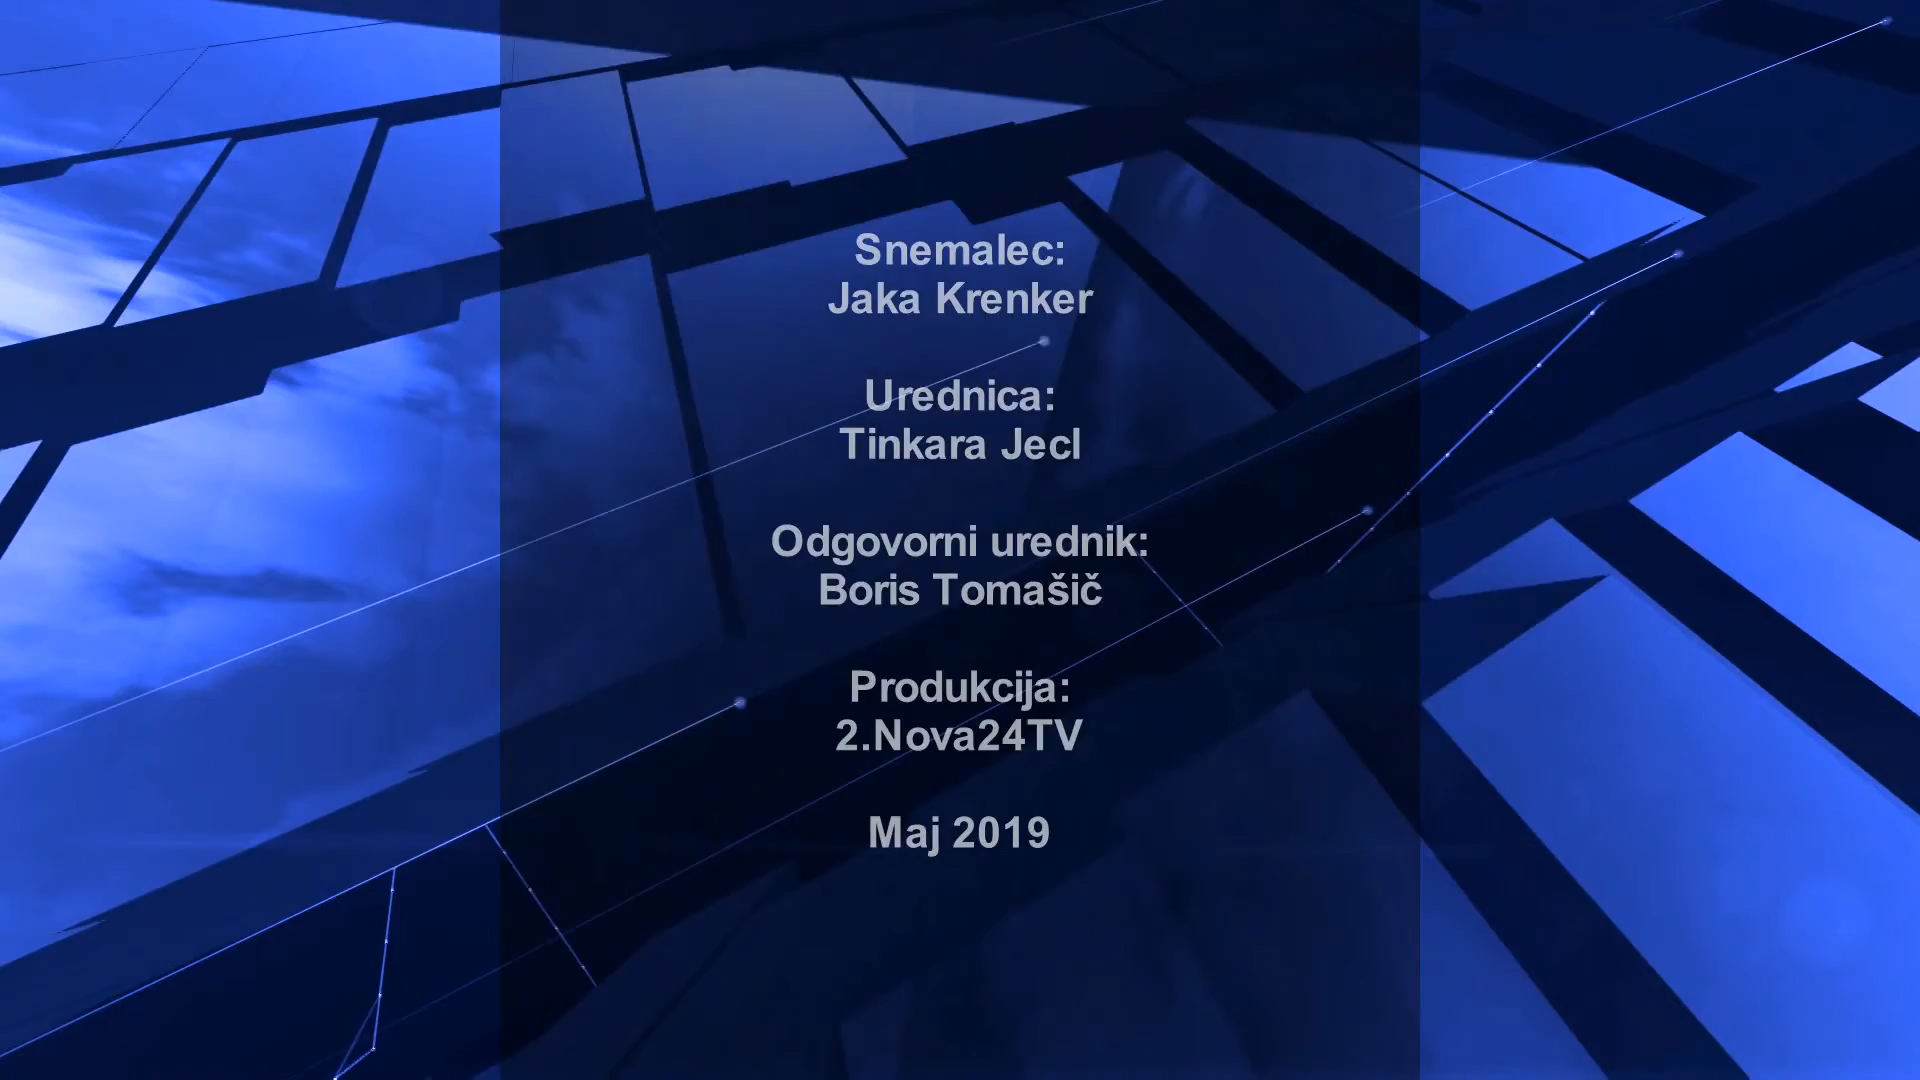 Snemalec:
Jaka Krenker
Urednica:
Tinkara Jecl
Odgovorni urednik:
Boris Tomašič
Produkcija:
2.Nova24TV
Maj 2019